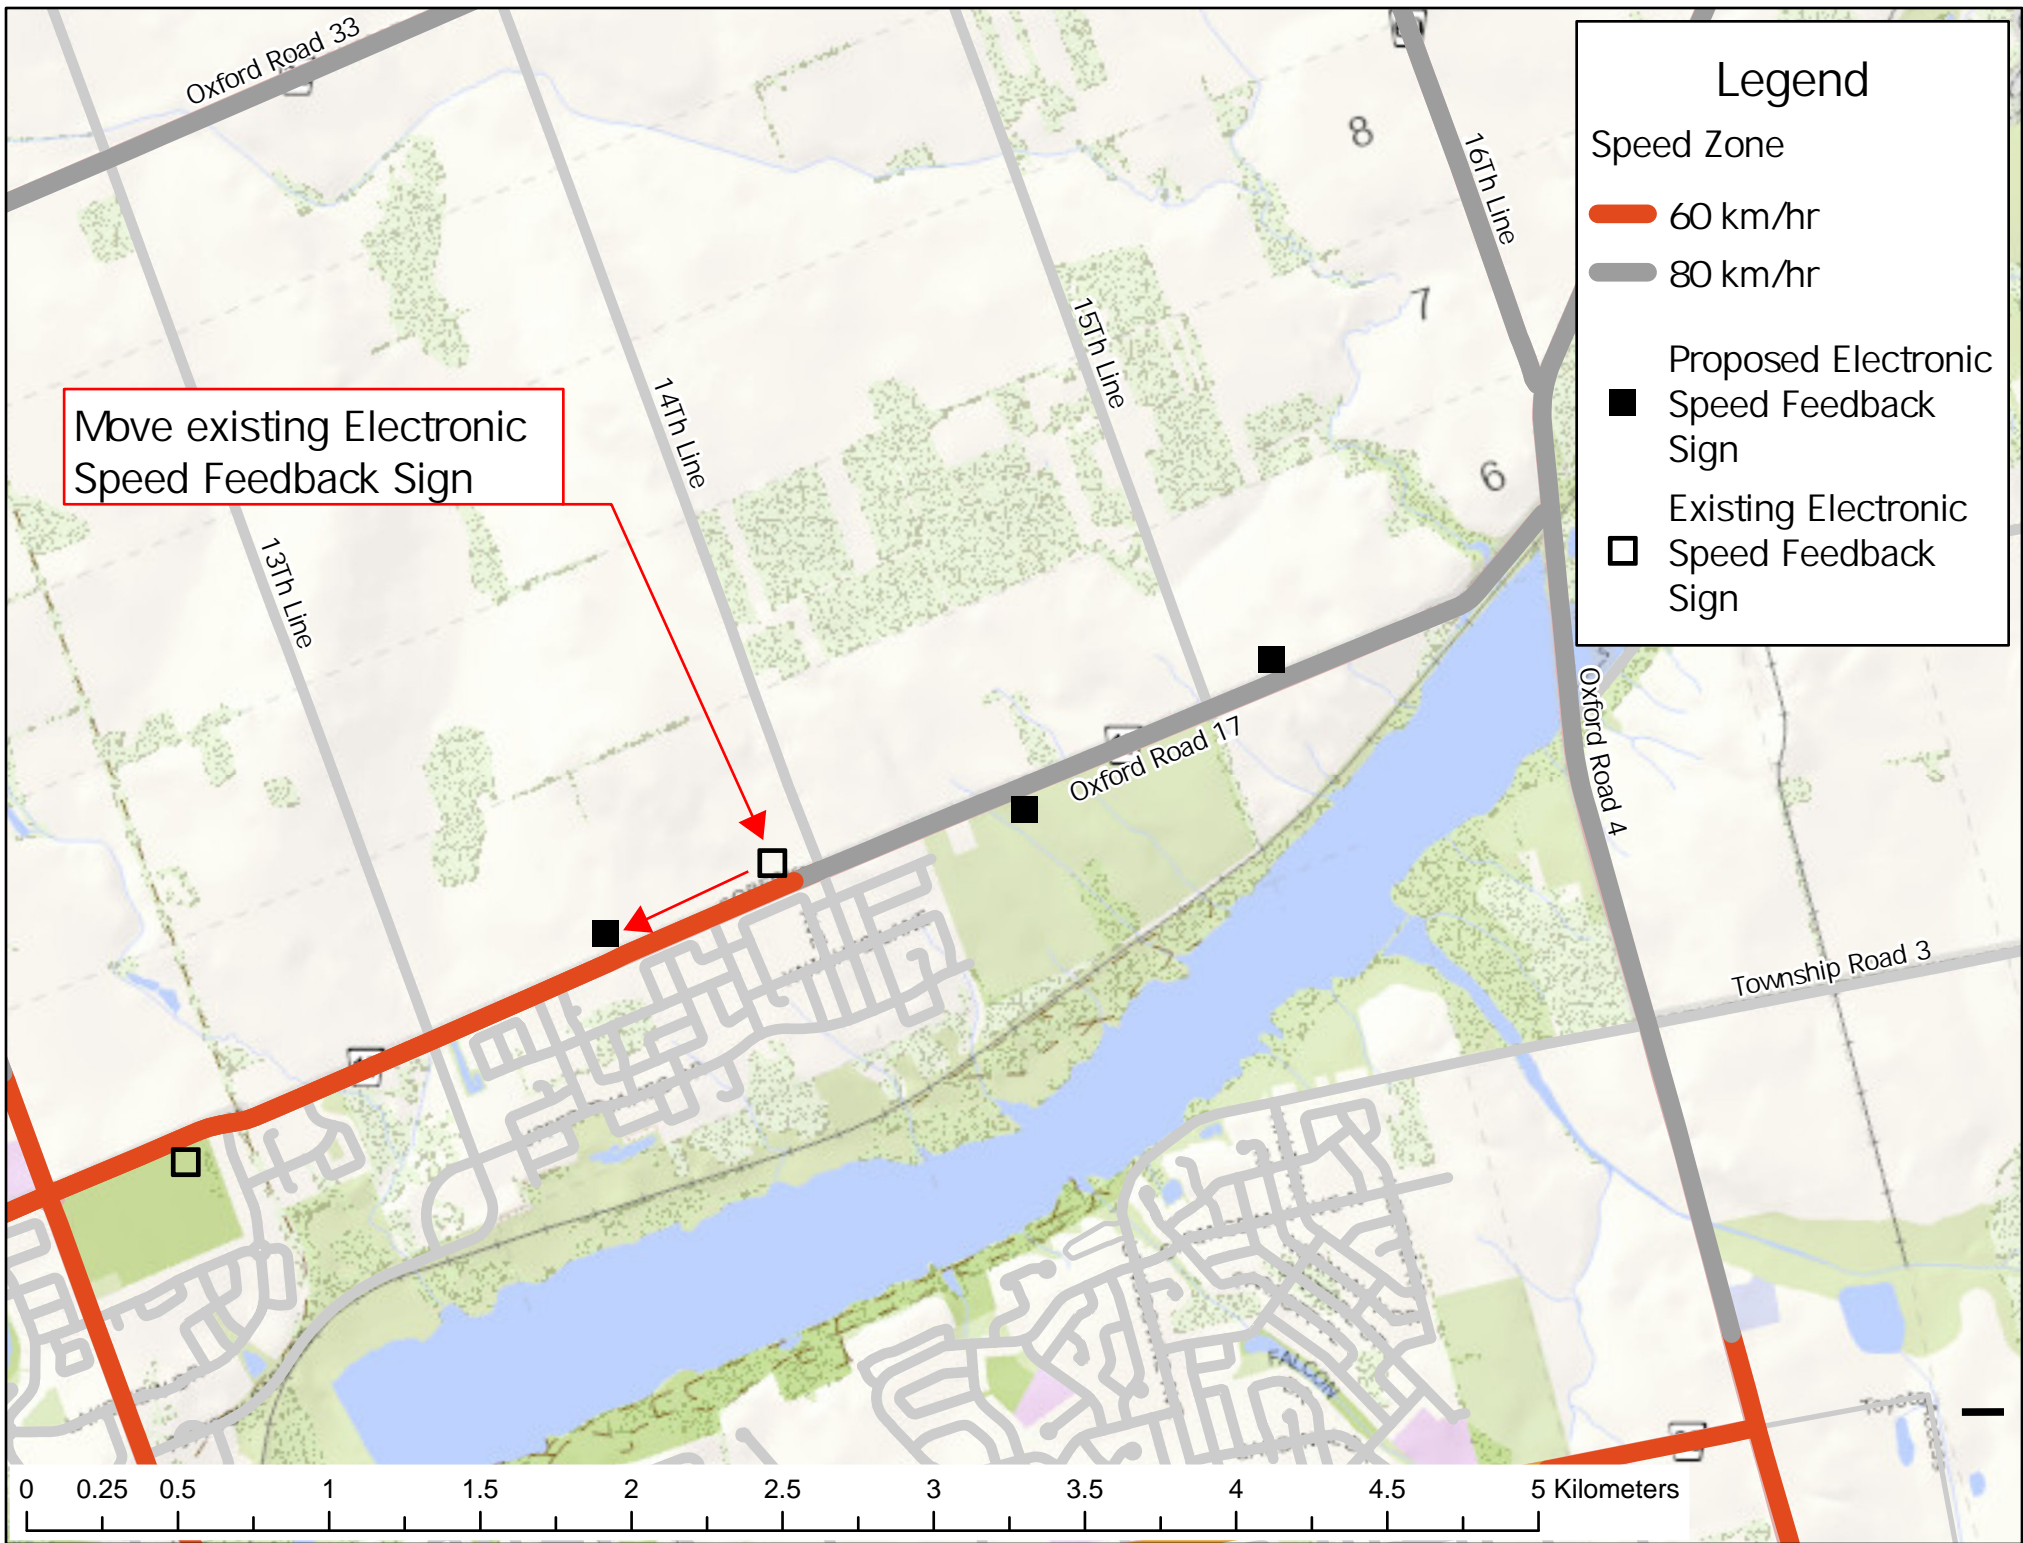 Oxford Road 33
Legend
Speed Zone
60 km/hr
80 km/hr
Proposed Electronic
Speed Feedback
Sign
Existing Electronic
Speed Feedback
Sign
8
16Th Line
7
15Th Line
14Th Line
Move existing Electronic
Speed Feedback Sign
6
13Th Line
Oxford Road 17
Oxford Road 4
Township Road 3
FALCON
0 0.25 0.5 1 1.5 2 2.5 3 3.5 4 4.5 5 Kilometers